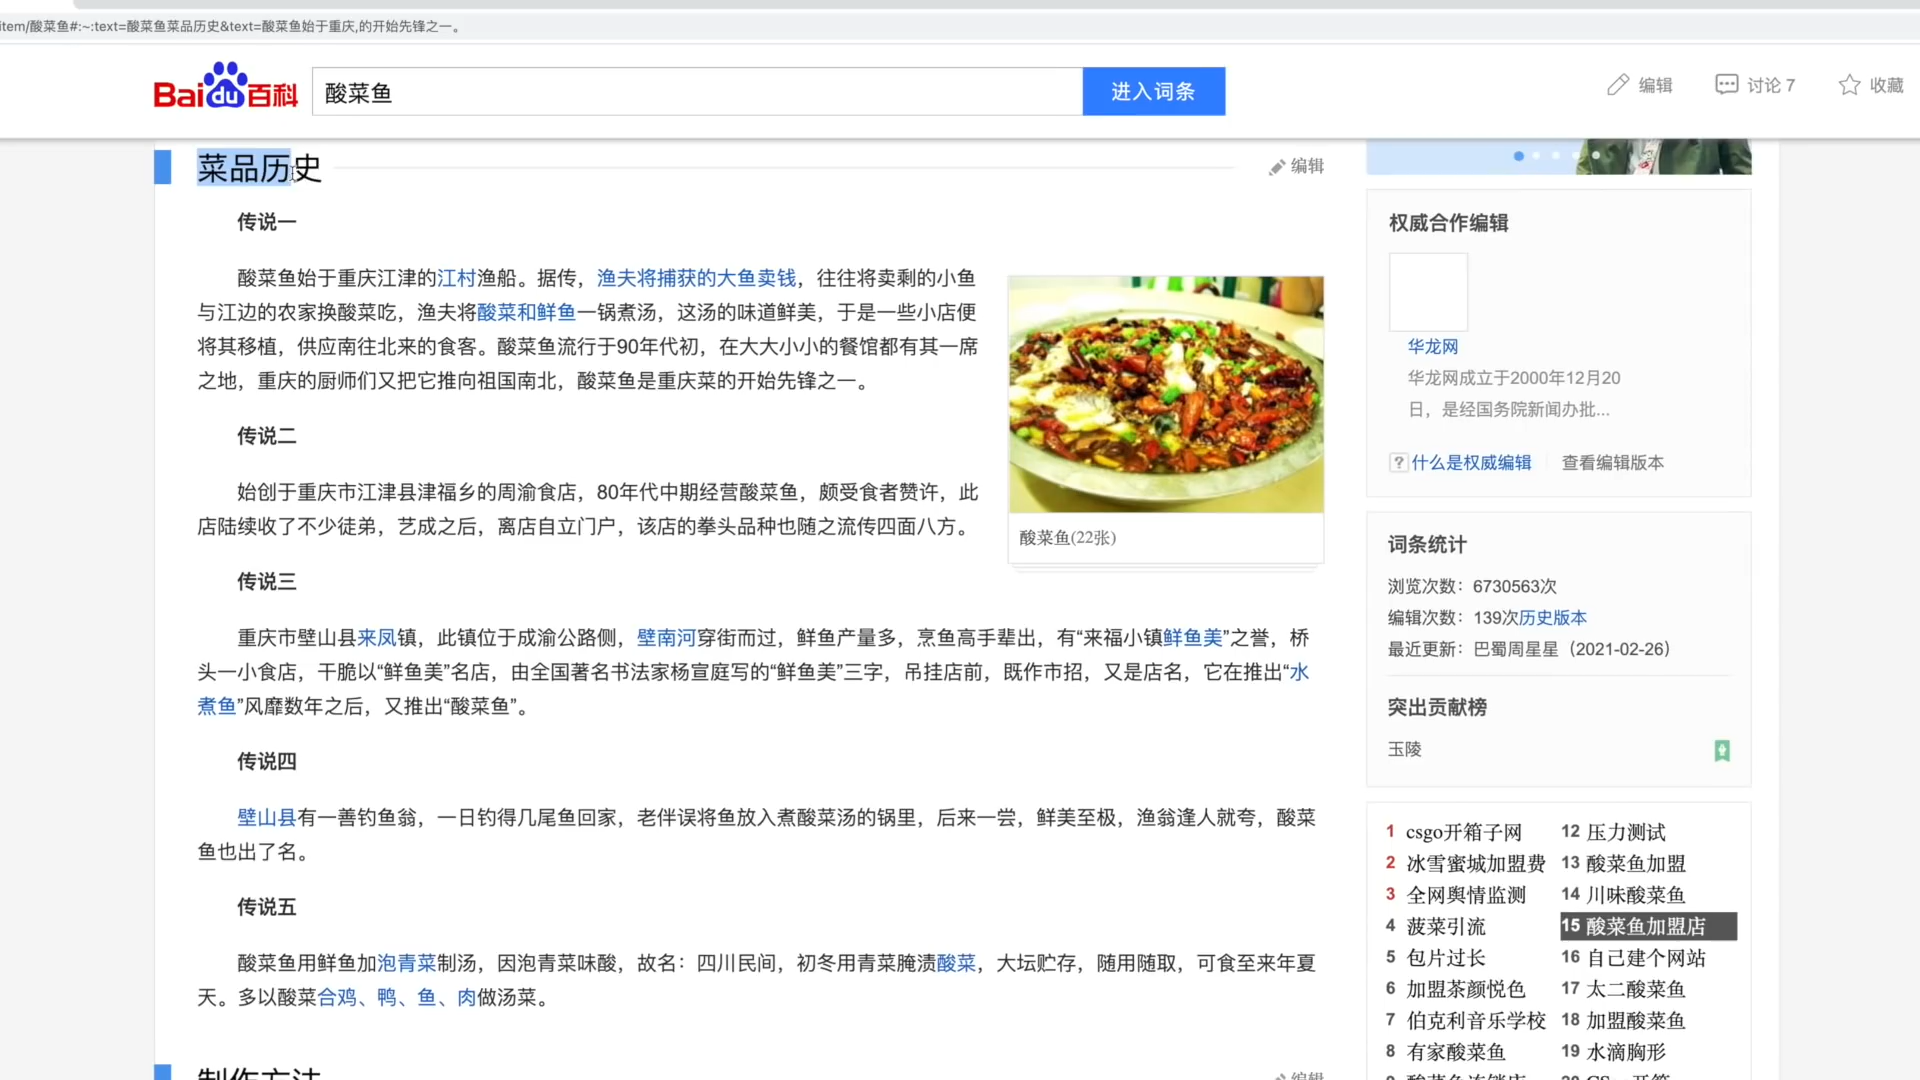 item/酸菜鱼#:~:text=酸菜鱼菜品历史&text=酸菜鱼始于重庆,的开始先锋之一。
Bai du 百科
酸菜鱼
进入词条
编辑
讨论 7
收藏
菜品历史
编辑
传说一
酸菜鱼始于重庆江津的江村渔船。据传，渔夫将捕获的大鱼卖钱，往往将卖剩的小鱼
与江边的农家换酸菜吃，渔夫将酸菜和鲜鱼一锅煮汤，这汤的味道鲜美，于是一些小店便
将其移植，供应南往北来的食客。酸菜鱼流行于90年代初，在大大小小的餐馆都有其一席
之地，重庆的厨师们又把它推向祖国南北，酸菜鱼是重庆菜的开始先锋之一。
传说二
始创于重庆市江津县津福乡的周渝食店，80年代中期经营酸菜鱼，颇受食者赞许，此
店陆续收了不少徒弟，艺成之后，离店自立门户，该店的拳头品种也随之流传四面八方。
酸菜鱼(22张)
传说三
重庆市壁山县来凤镇，此镇位于成渝公路侧，壁南河穿街而过，鲜鱼产量多，烹鱼高手辈出，有“来福小镇鲜鱼美”之誉，桥
头一小食店，干脆以“鲜鱼美”名店，由全国著名书法家杨宣庭写的“鲜鱼美”三字，吊挂店前，既作市招，又是店名，它在推出“水
煮鱼”风靡数年之后，又推出“酸菜鱼”。
传说四
壁山县有一善钓鱼翁，一日钓得几尾鱼回家，老伴误将鱼放入煮酸菜汤的锅里，后来一尝，鲜美至极，渔翁逢人就夸，酸菜
鱼也出了名。
传说五
酸菜鱼用鲜鱼加泡青菜制汤，因泡青菜味酸，故名：四川民间，初冬用青菜腌渍酸菜，大坛贮存，随用随取，可食至来年夏
天。多以酸菜合鸡、鸭、鱼、肉做汤菜。
制作方法
编辑
权威合作编辑
华龙网
华龙网成立于2000年12月20
日，是经国务院新闻办批...
?什么是权威编辑
查看编辑版本
词条统计
浏览次数：6730563次
编辑次数：139次历史版本
最近更新：巴蜀周星星（2021-02-26）
突出贡献榜
玉陵
1 csgo开箱子网
2 冰雪蜜城加盟费
3 全网舆情监测
4 菠菜引流
5 包片过长
6 加盟茶颜悦色
7 伯克利音乐学校
8 有家酸菜鱼
12 压力测试
13 酸菜鱼加盟
14 川味酸菜鱼
15 酸菜鱼加盟店
16 自己建个网站
17 太二酸菜鱼
18 加盟酸菜鱼
19 水滴胸形